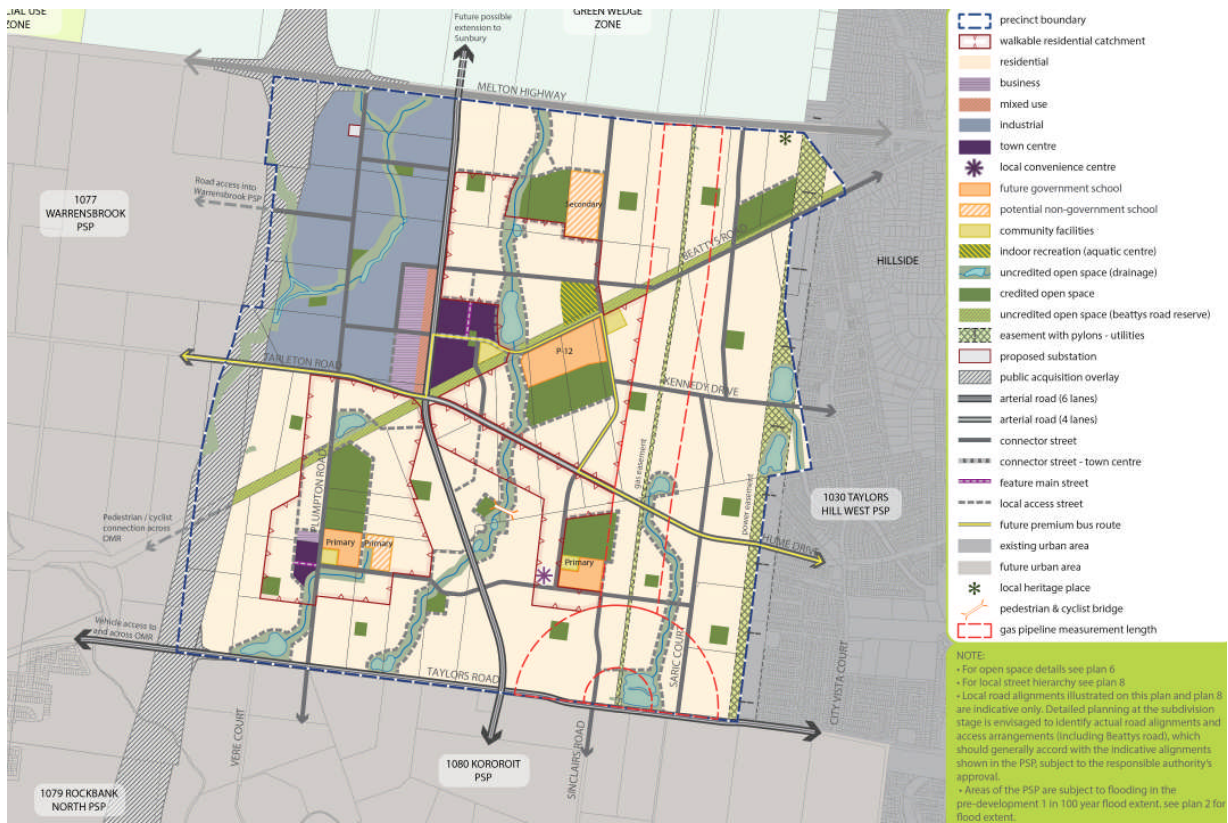 CIAL USE
ZONE
Future possible
extension to
Sunbury
GREEN WEDGE
ZONE
MELTON HIGHWAY
1077
WARRENSBROOK
PSP
Road access into
Warrensbrook PSP
Secondary
BEATTYS ROAD
HILLSIDE
P-12
TARLETON ROAD
KENNEDY DRIVE
gas easement
PLUMPTON ROAD
power easement
1030 TAYLORS
HILL WEST PSP
Pedestrian / cyclist
connection across
OMR
Primary
Primary
Primary
HUME DRIVE
Vehicle access to
and across OMR
TAYLORS ROAD
SARIC COURT
CITY VISTA COURT
VERE COURT
SINCLAIRS ROAD
1080 KOROROIT
PSP
1079 ROCKBANK
NORTH PSP
precinct boundary
walkable residential catchment
residential
business
mixed use
industrial
town centre
local convenience centre
future government school
potential non-government school
community facilities
indoor recreation (aquatic centre)
uncredited open space (drainage)
credited open space
uncredited open space (beattys road reserve)
easement with pylons - utilities
proposed substation
public acquisition overlay
arterial road (6 lanes)
arterial road (4 lanes)
connector street
connector street - town centre
feature main street
local access street
future premium bus route
existing urban area
future urban area
local heritage place
pedestrian & cyclist bridge
gas pipeline measurement length
NOTE:
• For open space details see plan 6
• For local street hierarchy see plan 8
• Local road alignments illustrated on this plan and plan 8
are indicative only. Detailed planning at the subdivision
stage is envisaged to identify actual road alignments and
access arrangements (including Beattys road), which
should generally accord with the indicative alignments
shown in the PSP, subject to the responsible authority's
approval.
• Areas of the PSP are subject to flooding in the
pre-development 1 in 100 year flood extent, see plan 2 for
flood extent.